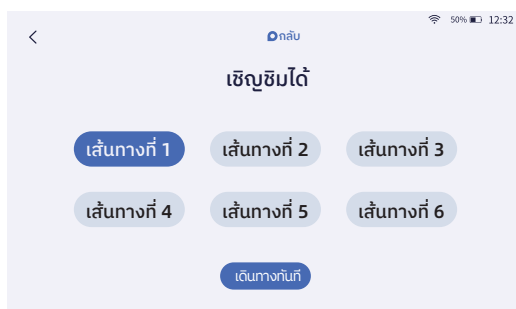 50% 12:32
กลับ
เชิญชิมได้
เส้นทางที่ 1 เส้นทางที่ 2 เส้นทางที่ 3
เส้นทางที่ 4 เส้นทางที่ 5 เส้นทางที่ 6
เดินทางทันที